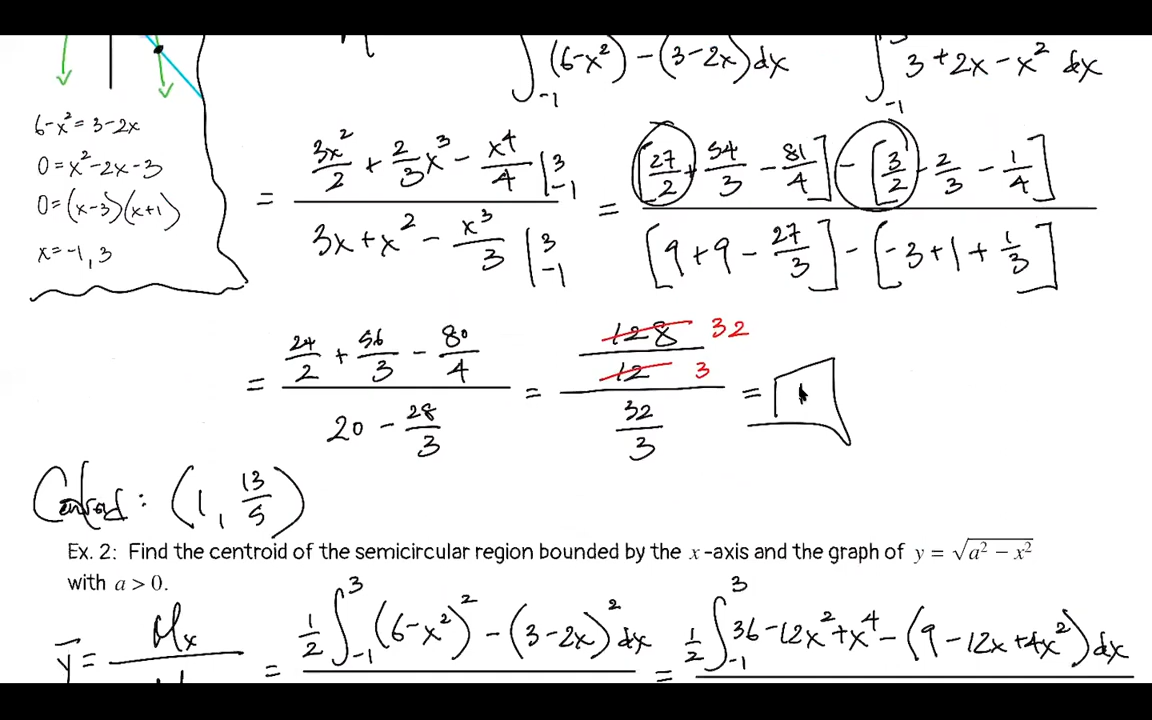 ∫_{-1} (6-x²) - (3-2x)dx ∫_{-1}^{3} 3+2x-x² dx
6-x²=3-2x
0=x²-2x-3
0=(x-3)(x+1)
x=-1,3
= (3x²/2 + 2/3 x³ - x⁴/4 |_{-1}^{3}) / (3x+x² - x³/3 |_{-1}^{3}) = ([27/2 + 54/3 - 81/4] - [3/2 - 2/3 - 1/4]) / ([9+9 - 27/3] - [-3+1+1/3])
= (24/2 + 56/3 - 80/4) / (20 - 28/3) = (128/12 32/3) / (32/3) = 1
Centroid: (1, 13/5)
Ex. 2: Find the centroid of the semicircular region bounded by the x-axis and the graph of y = √(a² - x²)
with a > 0.
ȳ = Mx = 1/2 ∫_{-1}^{3} (6-x²)² - (3-2x)² dx = 1/2 ∫_{-1}^{3} 36-12x²+x⁴ - (9-12x+4x²)dx